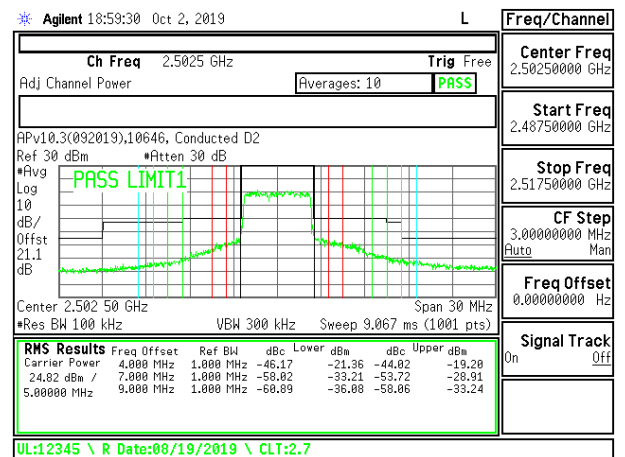 Agilent 18:59:30 Oct 2, 2019 L
Freq/Channel
Ch Freq 2.5025 GHz Trig Free
Adj Channel Power Averages: 10 PASS
Center Freq
2.50250000 GHz
Start Freq
2.48750000 GHz
Stop Freq
2.51750000 GHz
CF Step
3.00000000 MHz
Auto Man
Freq Offset
0.00000000 Hz
Signal Track
On Off
APv10.3(092019),10646, Conducted D2
Ref 30 dBm #Atten 30 dB
#Avg
Log
10
dB/
Offst
21.1
dB
PASS LIMIT1
Center 2.502 50 GHz Span 30 MHz
#Res BW 100 kHz VBW 300 kHz Sweep 9.067 ms (1001 pts)
RMS Results Freq Offset Ref BW dBc Lower dBm dBc Upper dBm
Carrier Power 4.000 MHz 1.000 MHz -46.17 -21.36 -44.02 -19.20
24.82 dBm / 7.000 MHz 1.000 MHz -58.02 -33.21 -53.72 -28.91
5.00000 MHz 9.000 MHz 1.000 MHz -60.89 -36.08 -58.06 -33.24
UL:12345 \ R Date:08/19/2019 \ CLT:2.7